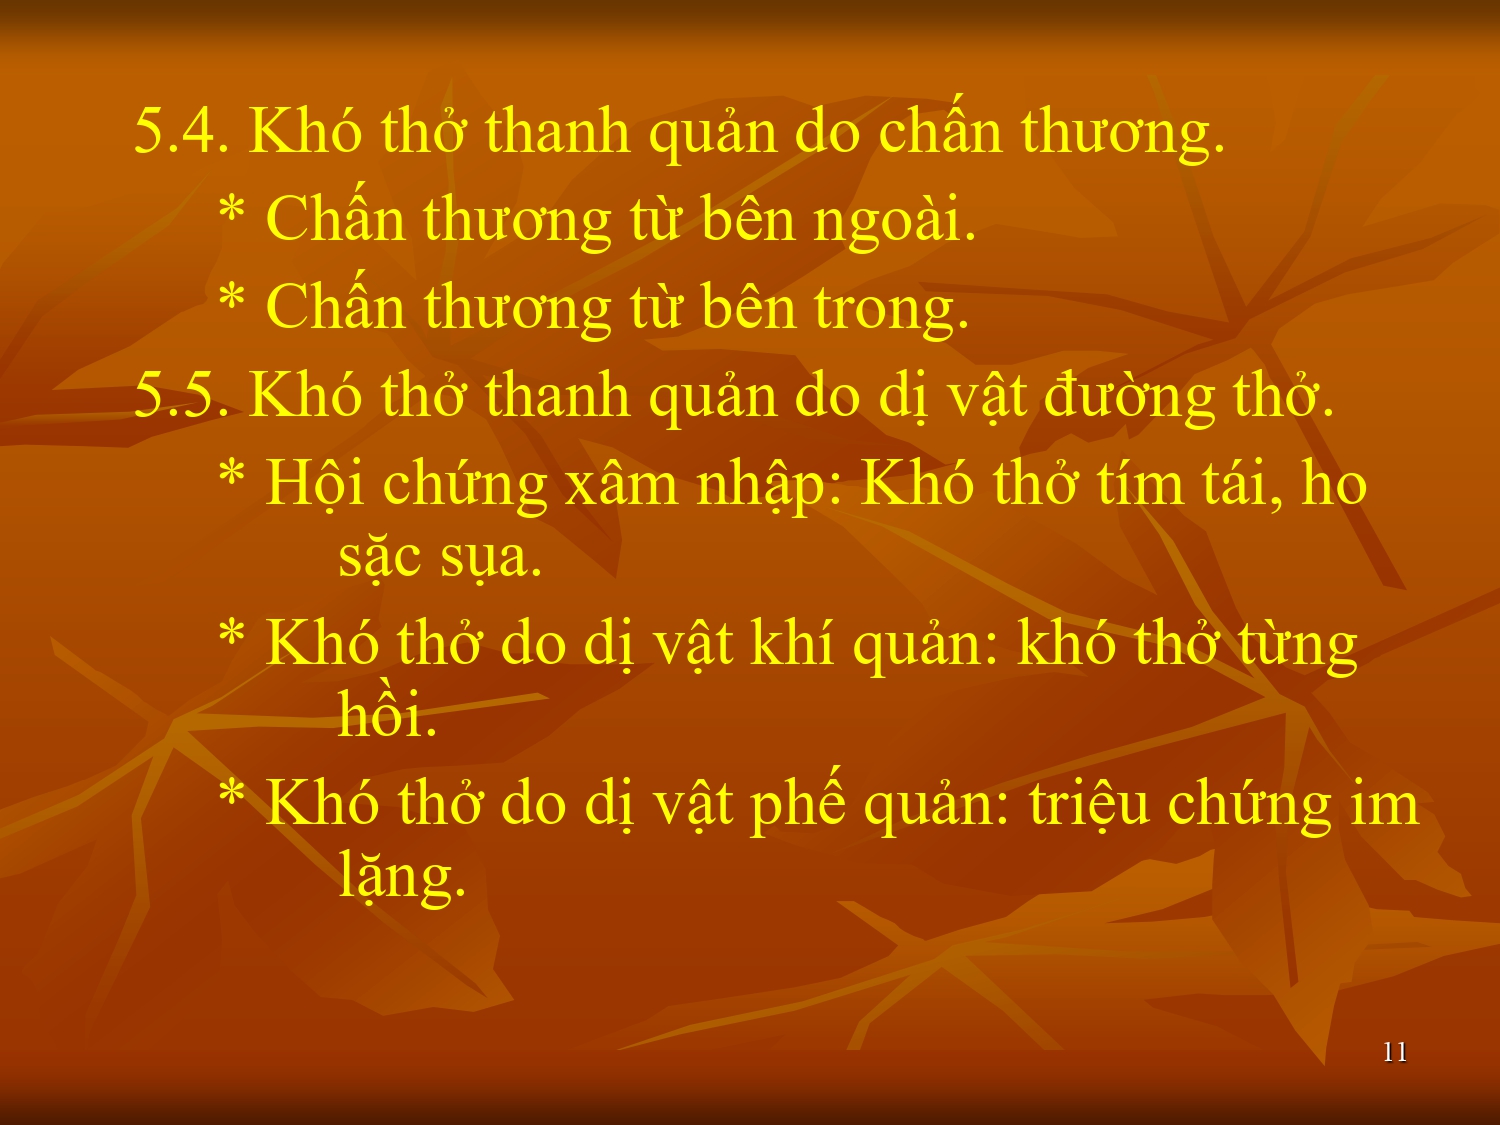 5.4. Khó thở thanh quản do chấn thương.
* Chấn thương từ bên ngoài.
* Chấn thương từ bên trong.
5.5. Khó thở thanh quản do dị vật đường thở.
* Hội chứng xâm nhập: Khó thở tím tái, ho
sặc sụa.
* Khó thở do dị vật khí quản: khó thở từng
hồi.
* Khó thở do dị vật phế quản: triệu chứng im
lặng.
11